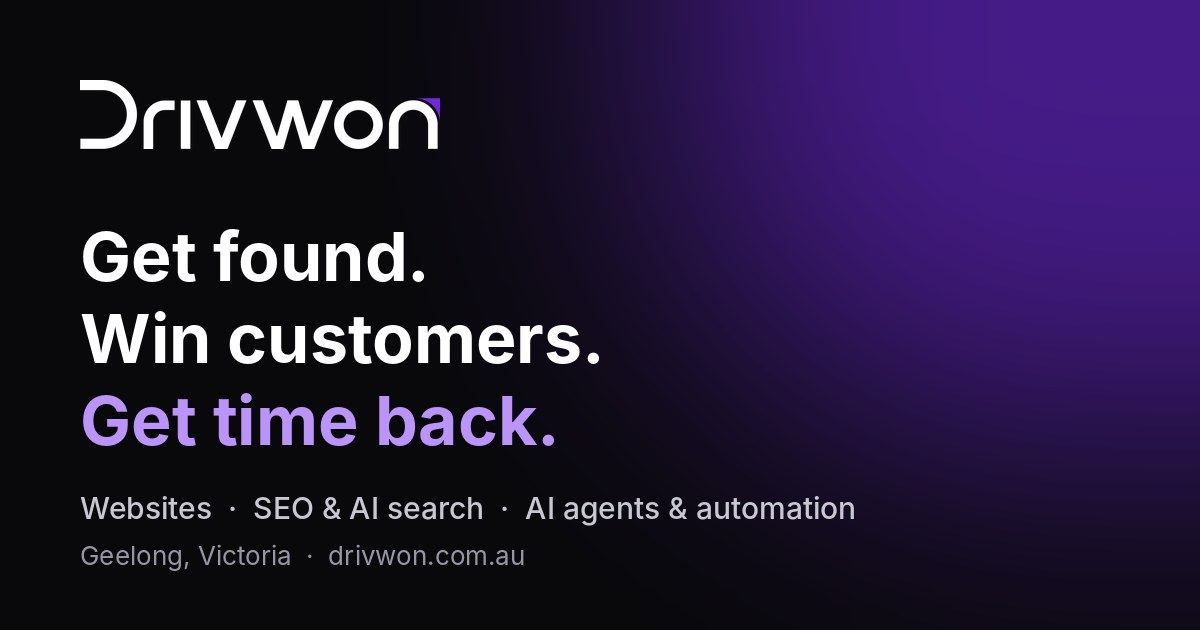 Drivwon
Get found.
Win customers.
Get time back.
Websites · SEO & AI search · AI agents & automation
Geelong, Victoria · drivwon.com.au